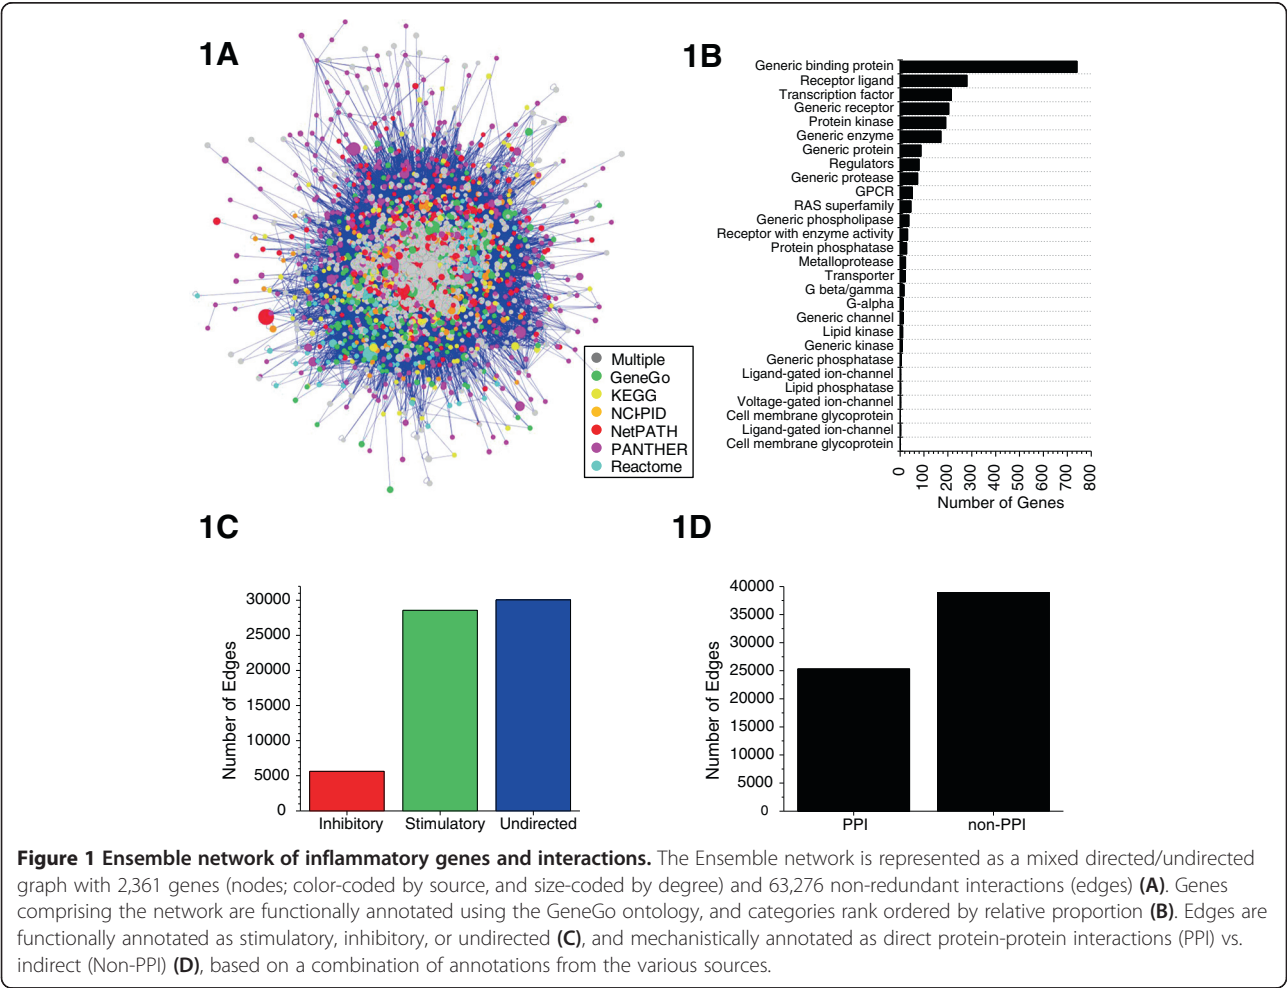 1A
Multiple
GeneGo
KEGG
NCI-PID
NetPATH
PANTHER
Reactome
1B
Generic binding protein
Receptor ligand
Transcription factor
Generic receptor
Protein kinase
Generic enzyme
Generic protein
Regulators
Generic protease
GPCR
RAS superfamily
Generic phospholipase
Receptor with enzyme activity
Protein phosphatase
Metalloprotease
Transporter
G beta/gamma
G-alpha
Generic channel
Lipid kinase
Generic kinase
Generic phosphatase
Ligand-gated ion-channel
Lipid phosphatase
Voltage-gated ion-channel
Cell membrane glycoprotein
Ligand-gated ion-channel
Cell membrane glycoprotein
0 100 200 300 400 500 600 700 800
Number of Genes
1C
Number of Edges
30000
25000
20000
15000
10000
5000
0
Inhibitory Stimulatory Undirected
1D
Number of Edges
40000
35000
30000
25000
20000
15000
10000
5000
0
PPI non-PPI
Figure 1 Ensemble network of inflammatory genes and interactions. The Ensemble network is represented as a mixed directed/undirected
graph with 2,361 genes (nodes; color-coded by source, and size-coded by degree) and 63,276 non-redundant interactions (edges) (A). Genes
comprising the network are functionally annotated using the GeneGo ontology, and categories rank ordered by relative proportion (B). Edges are
functionally annotated as stimulatory, inhibitory, or undirected (C), and mechanistically annotated as direct protein-protein interactions (PPI) vs.
indirect (Non-PPI) (D), based on a combination of annotations from the various sources.